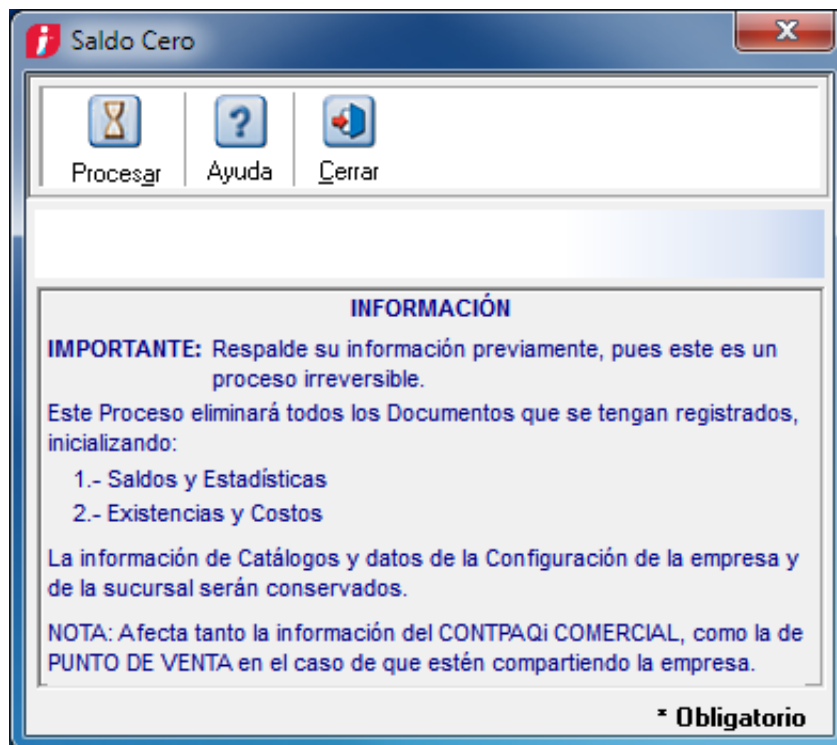 Saldo Cero
Procesar Ayuda Cerrar
INFORMACIÓN
IMPORTANTE: Respalde su información previamente, pues este es un
proceso irreversible.
Este Proceso eliminará todos los Documentos que se tengan registrados,
inicializando:
1.- Saldos y Estadísticas
2.- Existencias y Costos
La información de Catálogos y datos de la Configuración de la empresa y
de la sucursal serán conservados.
NOTA: Afecta tanto la información del CONTPAQi COMERCIAL, como la de
PUNTO DE VENTA en el caso de que estén compartiendo la empresa.
* Obligatorio